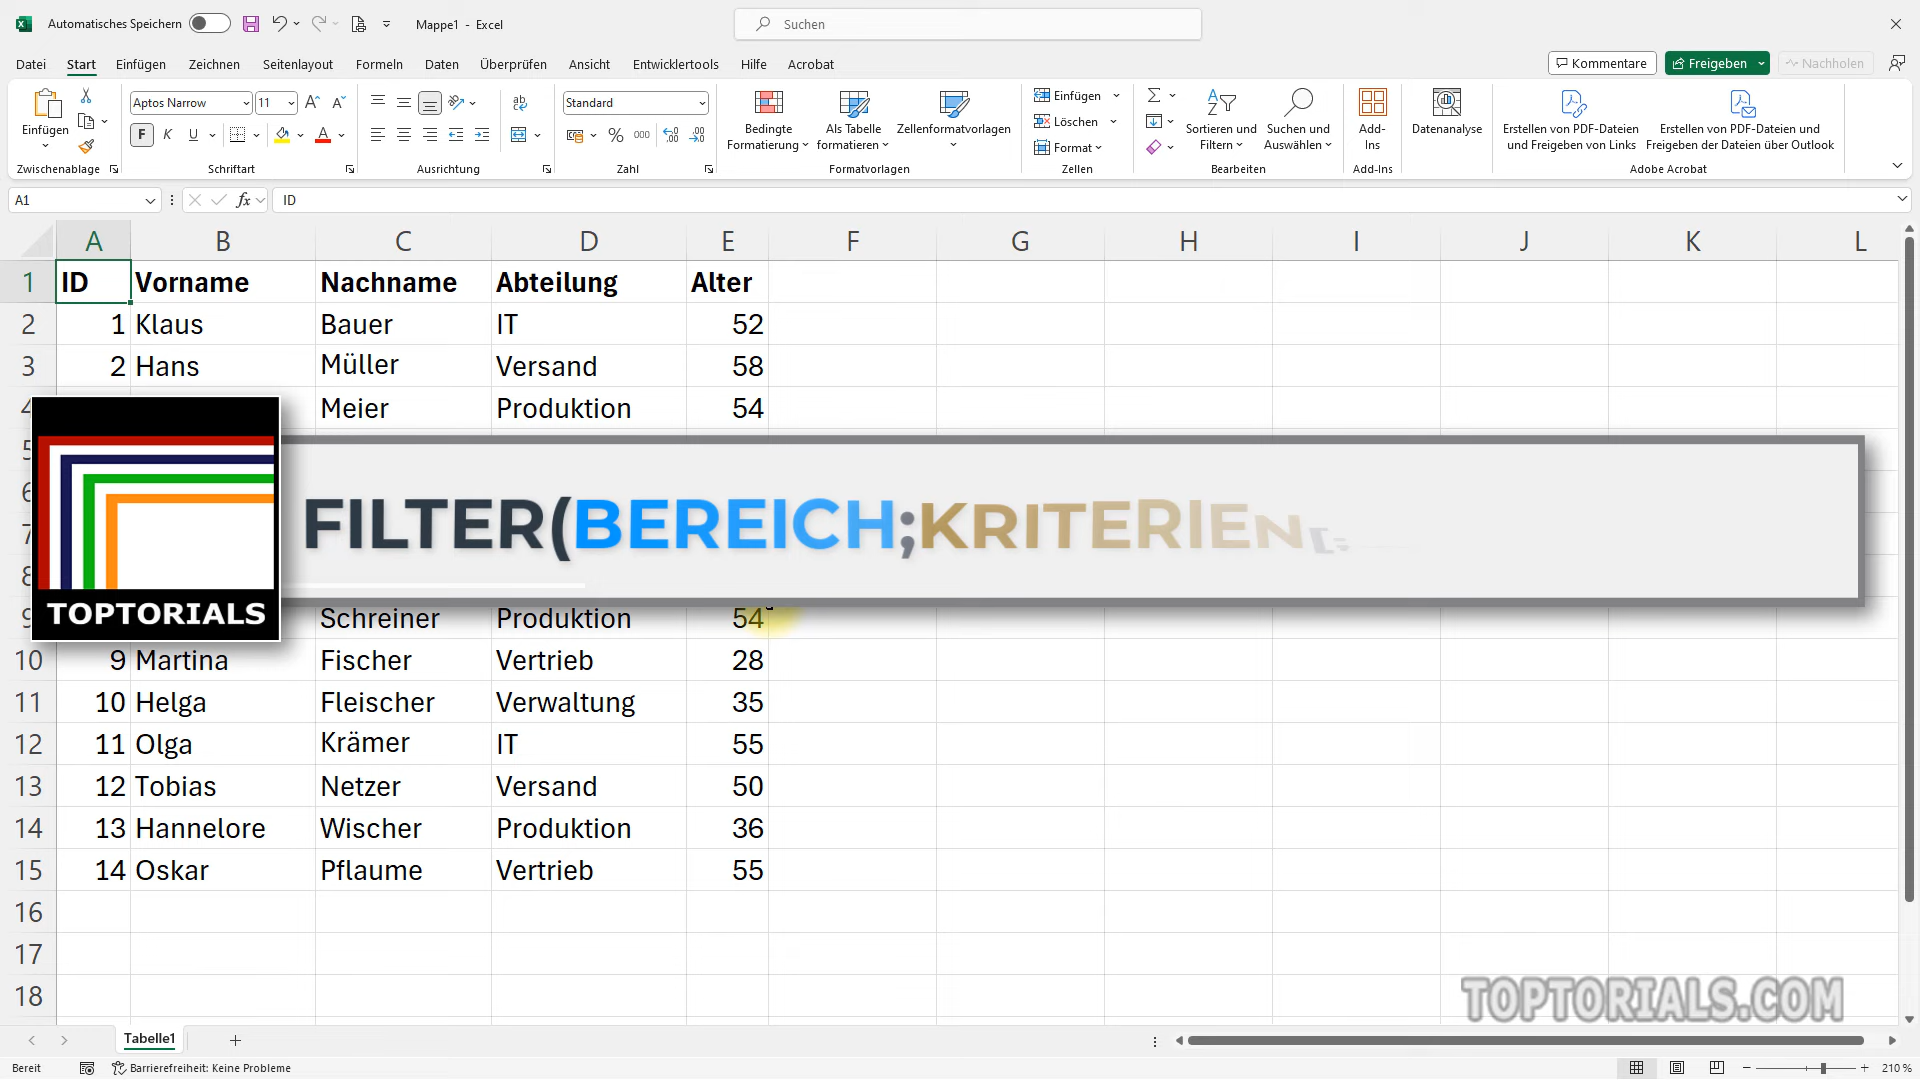 Automatisches Speichern Mappe1 - Excel Suchen
Datei Start Einfügen Zeichnen Seitenlayout Formeln Daten Überprüfen Ansicht Entwicklertools Hilfe Acrobat Kommentare Freigeben Nachholen
Einfügen
Zwischenablage
Aptos Narrow 11
F K U
Schriftart
Ausrichtung
Standard
% 000
Zahl
Bedingte Formatierung
Als Tabelle formatieren
Zellenformatvorlagen
Formatvorlagen
Einfügen
Löschen
Format
Zellen
Sortieren und Filtern
Suchen und Auswählen
Bearbeiten
Add-Ins
Add-Ins
Datenanalyse
Erstellen von PDF-Dateien und Freigeben von Links
Erstellen von PDF-Dateien und Freigeben der Dateien über Outlook
Adobe Acrobat
A1 fx ID
A B C D E F G H I J K L
1 ID Vorname Nachname Abteilung Alter
2 1 Klaus Bauer IT 52
3 2 Hans Müller Versand 58
Meier Produktion 54
FILTER(BEREICH;KRITERIEN
TOPTORIALS
Schreiner Produktion 54
10 9 Martina Fischer Vertrieb 28
11 10 Helga Fleischer Verwaltung 35
12 11 Olga Krämer IT 55
13 12 Tobias Netzer Versand 50
14 13 Hannelore Wischer Produktion 36
15 14 Oskar Pflaume Vertrieb 55
16
17
18
TOPTORIALS.COM
Tabelle1
Bereit Barrierefreiheit: Keine Probleme 210 %